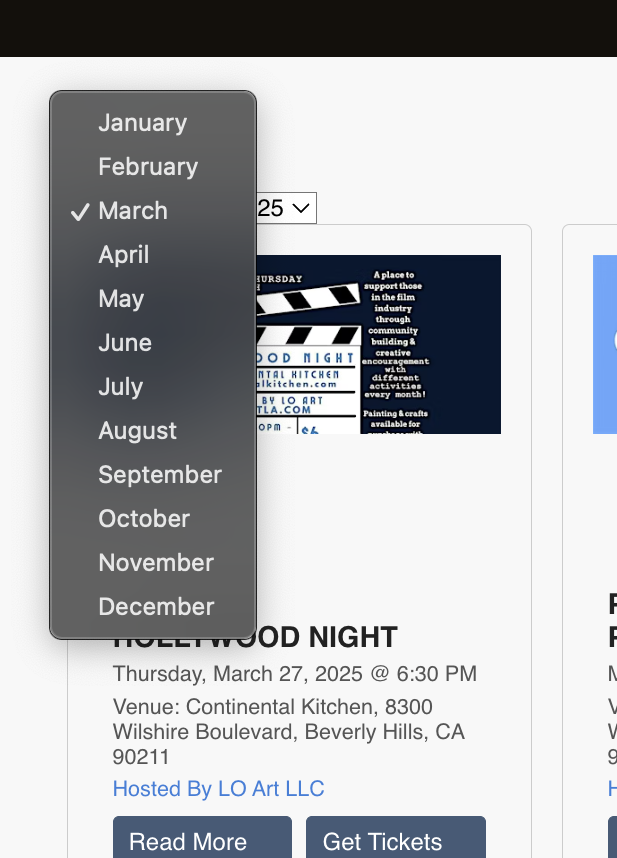 January
February
✓ March
April
May
June
July
August
September
October
November
December
25
HURSDAY
A place to
support those
in the film
industry
through
community
building &
creative
encouragement
with
different
activities
every month!
Painting & crafts
available for
OOD NIGHT
NTAL KITCHEN
alkitchen.com
BY LO ART
TLA.COM
0PM -
$6
HOLLYWOOD NIGHT
Thursday, March 27, 2025 @ 6:30 PM
Venue: Continental Kitchen, 8300
Wilshire Boulevard, Beverly Hills, CA
90211
Hosted By LO Art LLC
Read More
Get Tickets